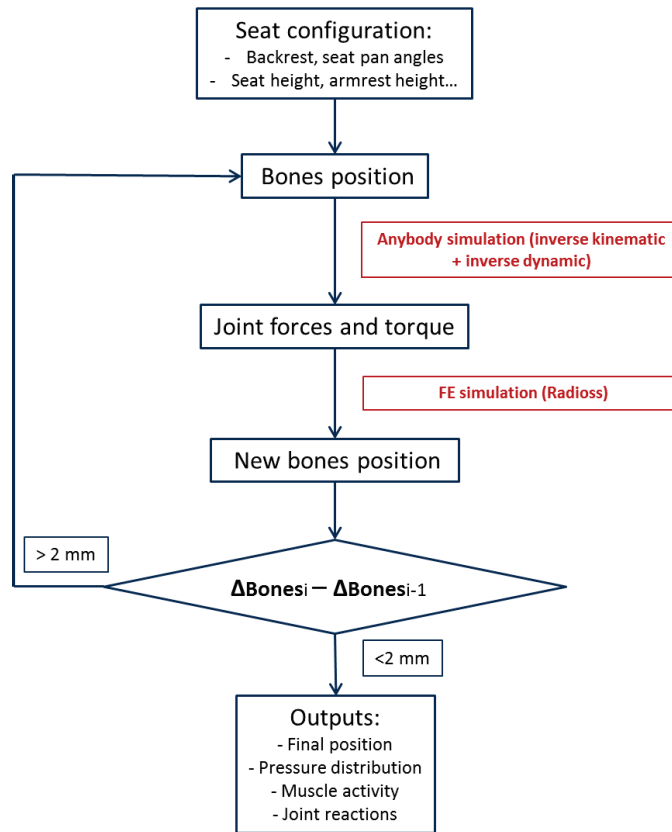 Seat configuration:
- Backrest, seat pan angles
- Seat height, armrest height...
Bones position
Anybody simulation (inverse kinematic
+ inverse dynamic)
Joint forces and torque
FE simulation (Radioss)
New bones position
> 2 mm
ΔBonesi – ΔBonesi-1
<2 mm
Outputs:
- Final position
- Pressure distribution
- Muscle activity
- Joint reactions